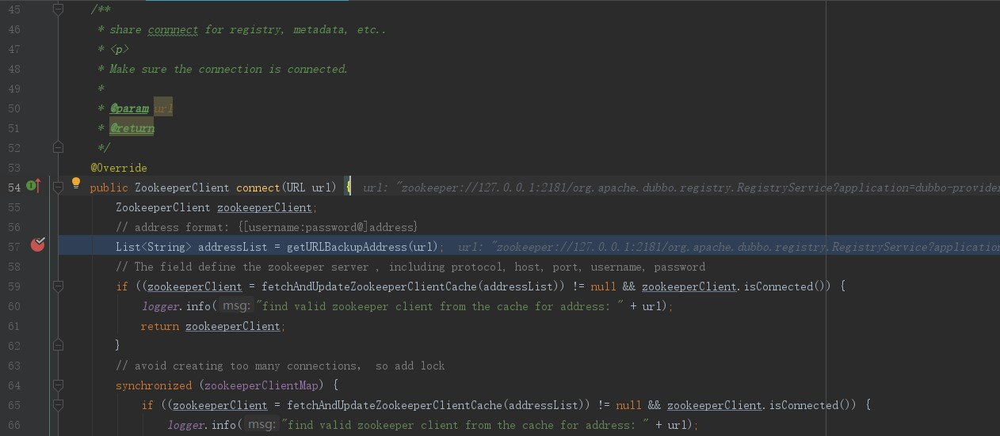 45 /**
46 * share connnect for registry, metadata, etc..
47 * <p>
48 * Make sure the connection is connected.
49 *
50 * @param url
51 * @return
52 */
53 @Override
54 public ZookeeperClient connect(URL url) { url: "zookeeper://127.0.0.1:2181/org.apache.dubbo.registry.RegistryService?application=dubbo-provider
55 ZookeeperClient zookeeperClient;
56 // address format: {[username:password@]address}
57 List<String> addressList = getURLBackupAddress(url); url: "zookeeper://127.0.0.1:2181/org.apache.dubbo.registry.RegistryService?application
58 // The field define the zookeeper server , including protocol, host, port, username, password
59 if ((zookeeperClient = fetchAndUpdateZookeeperClientCache(addressList)) != null && zookeeperClient.isConnected()) {
60 logger.info( msg: "find valid zookeeper client from the cache for address: " + url);
61 return zookeeperClient;
62 }
63 // avoid creating too many connections, so add lock
64 synchronized (zookeeperClientMap) {
65 if ((zookeeperClient = fetchAndUpdateZookeeperClientCache(addressList)) != null && zookeeperClient.isConnected()) {
66 logger.info( msg: "find valid zookeeper client from the cache for address: " + url);